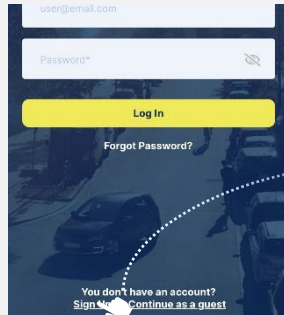 user@email.com
Password*
Log In
Forgot Password?
You don't have an account?
Sign Continue as a guest